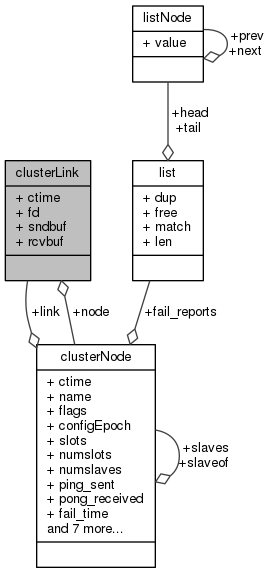 listNode
+ value
+prev
+next
+head
+tail
clusterLink
+ ctime
+ fd
+ sndbuf
+ rcvbuf
list
+ dup
+ free
+ match
+ len
+link
+node
+fail_reports
clusterNode
+ ctime
+ name
+ flags
+ configEpoch
+ slots
+ numslots
+ numslaves
+ ping_sent
+ pong_received
+ fail_time
and 7 more...
+slaves
+slaveof